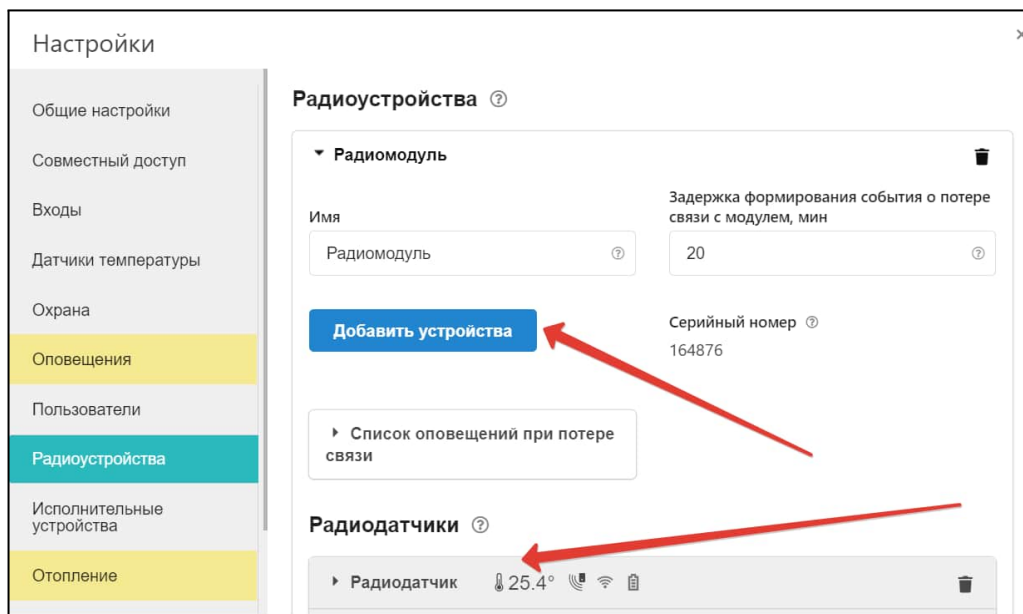 Настройки
Общие настройки
Совместный доступ
Входы
Датчики температуры
Охрана
Оповещения
Пользователи
Радиоустройства
Исполнительные
устройства
Отопление
Радиоустройства
Радиомодуль
Имя
Радиомодуль
Задержка формирования события о потере
связи с модулем, мин
20
Добавить устройства
Серийный номер
164876
Список оповещений при потере
связи
Радиодатчики
Радиодатчик 25.4°